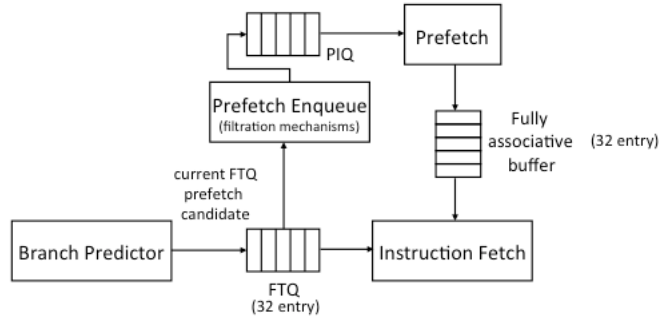 PIQ
Prefetch
Prefetch Enqueue
(filtration mechanisms)
Fully
associative
buffer
(32 entry)
current FTQ
prefetch
candidate
Branch Predictor
Instruction Fetch
FTQ
(32 entry)